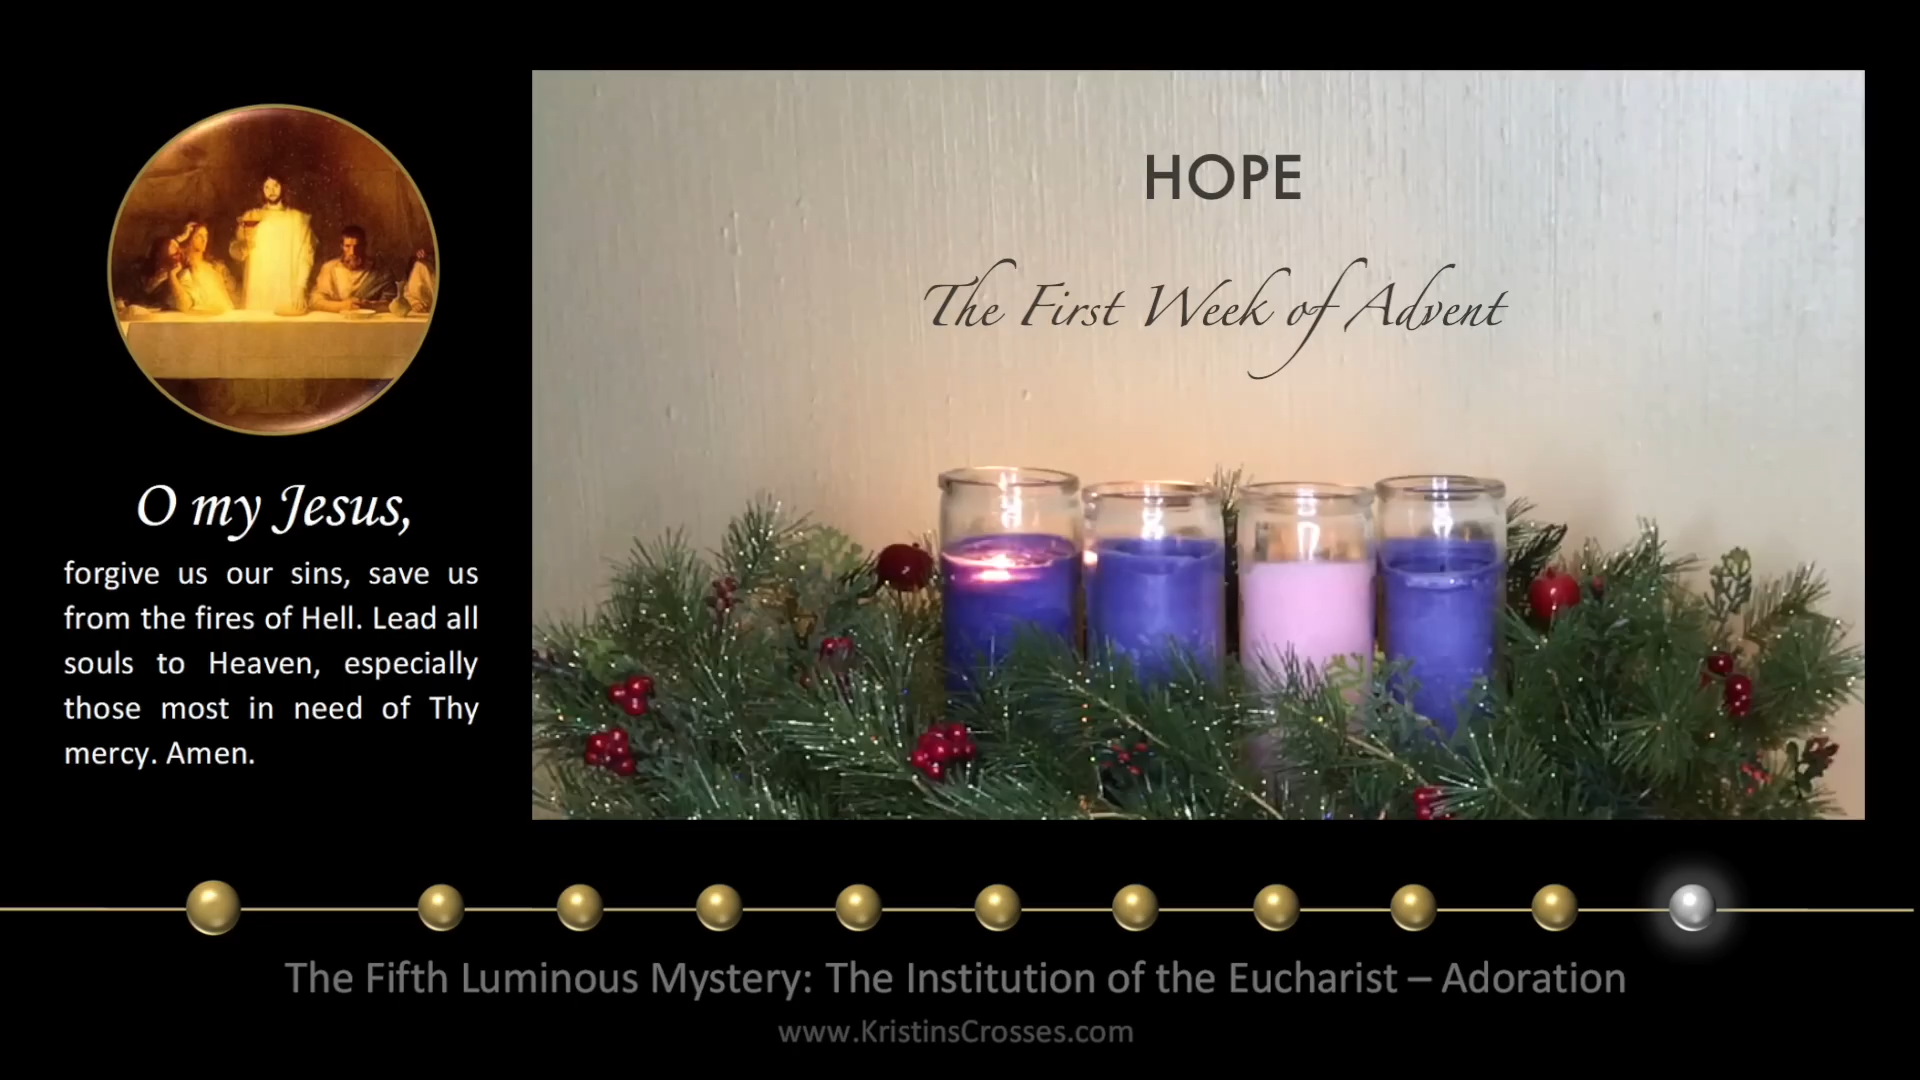 HOPE
The First Week of Advent
O my Jesus,
forgive us our sins, save us
from the fires of Hell. Lead all
souls to Heaven, especially
those most in need of Thy
mercy. Amen.
The Fifth Luminous Mystery: The Institution of the Eucharist – Adoration
www.KristinsCrosses.com